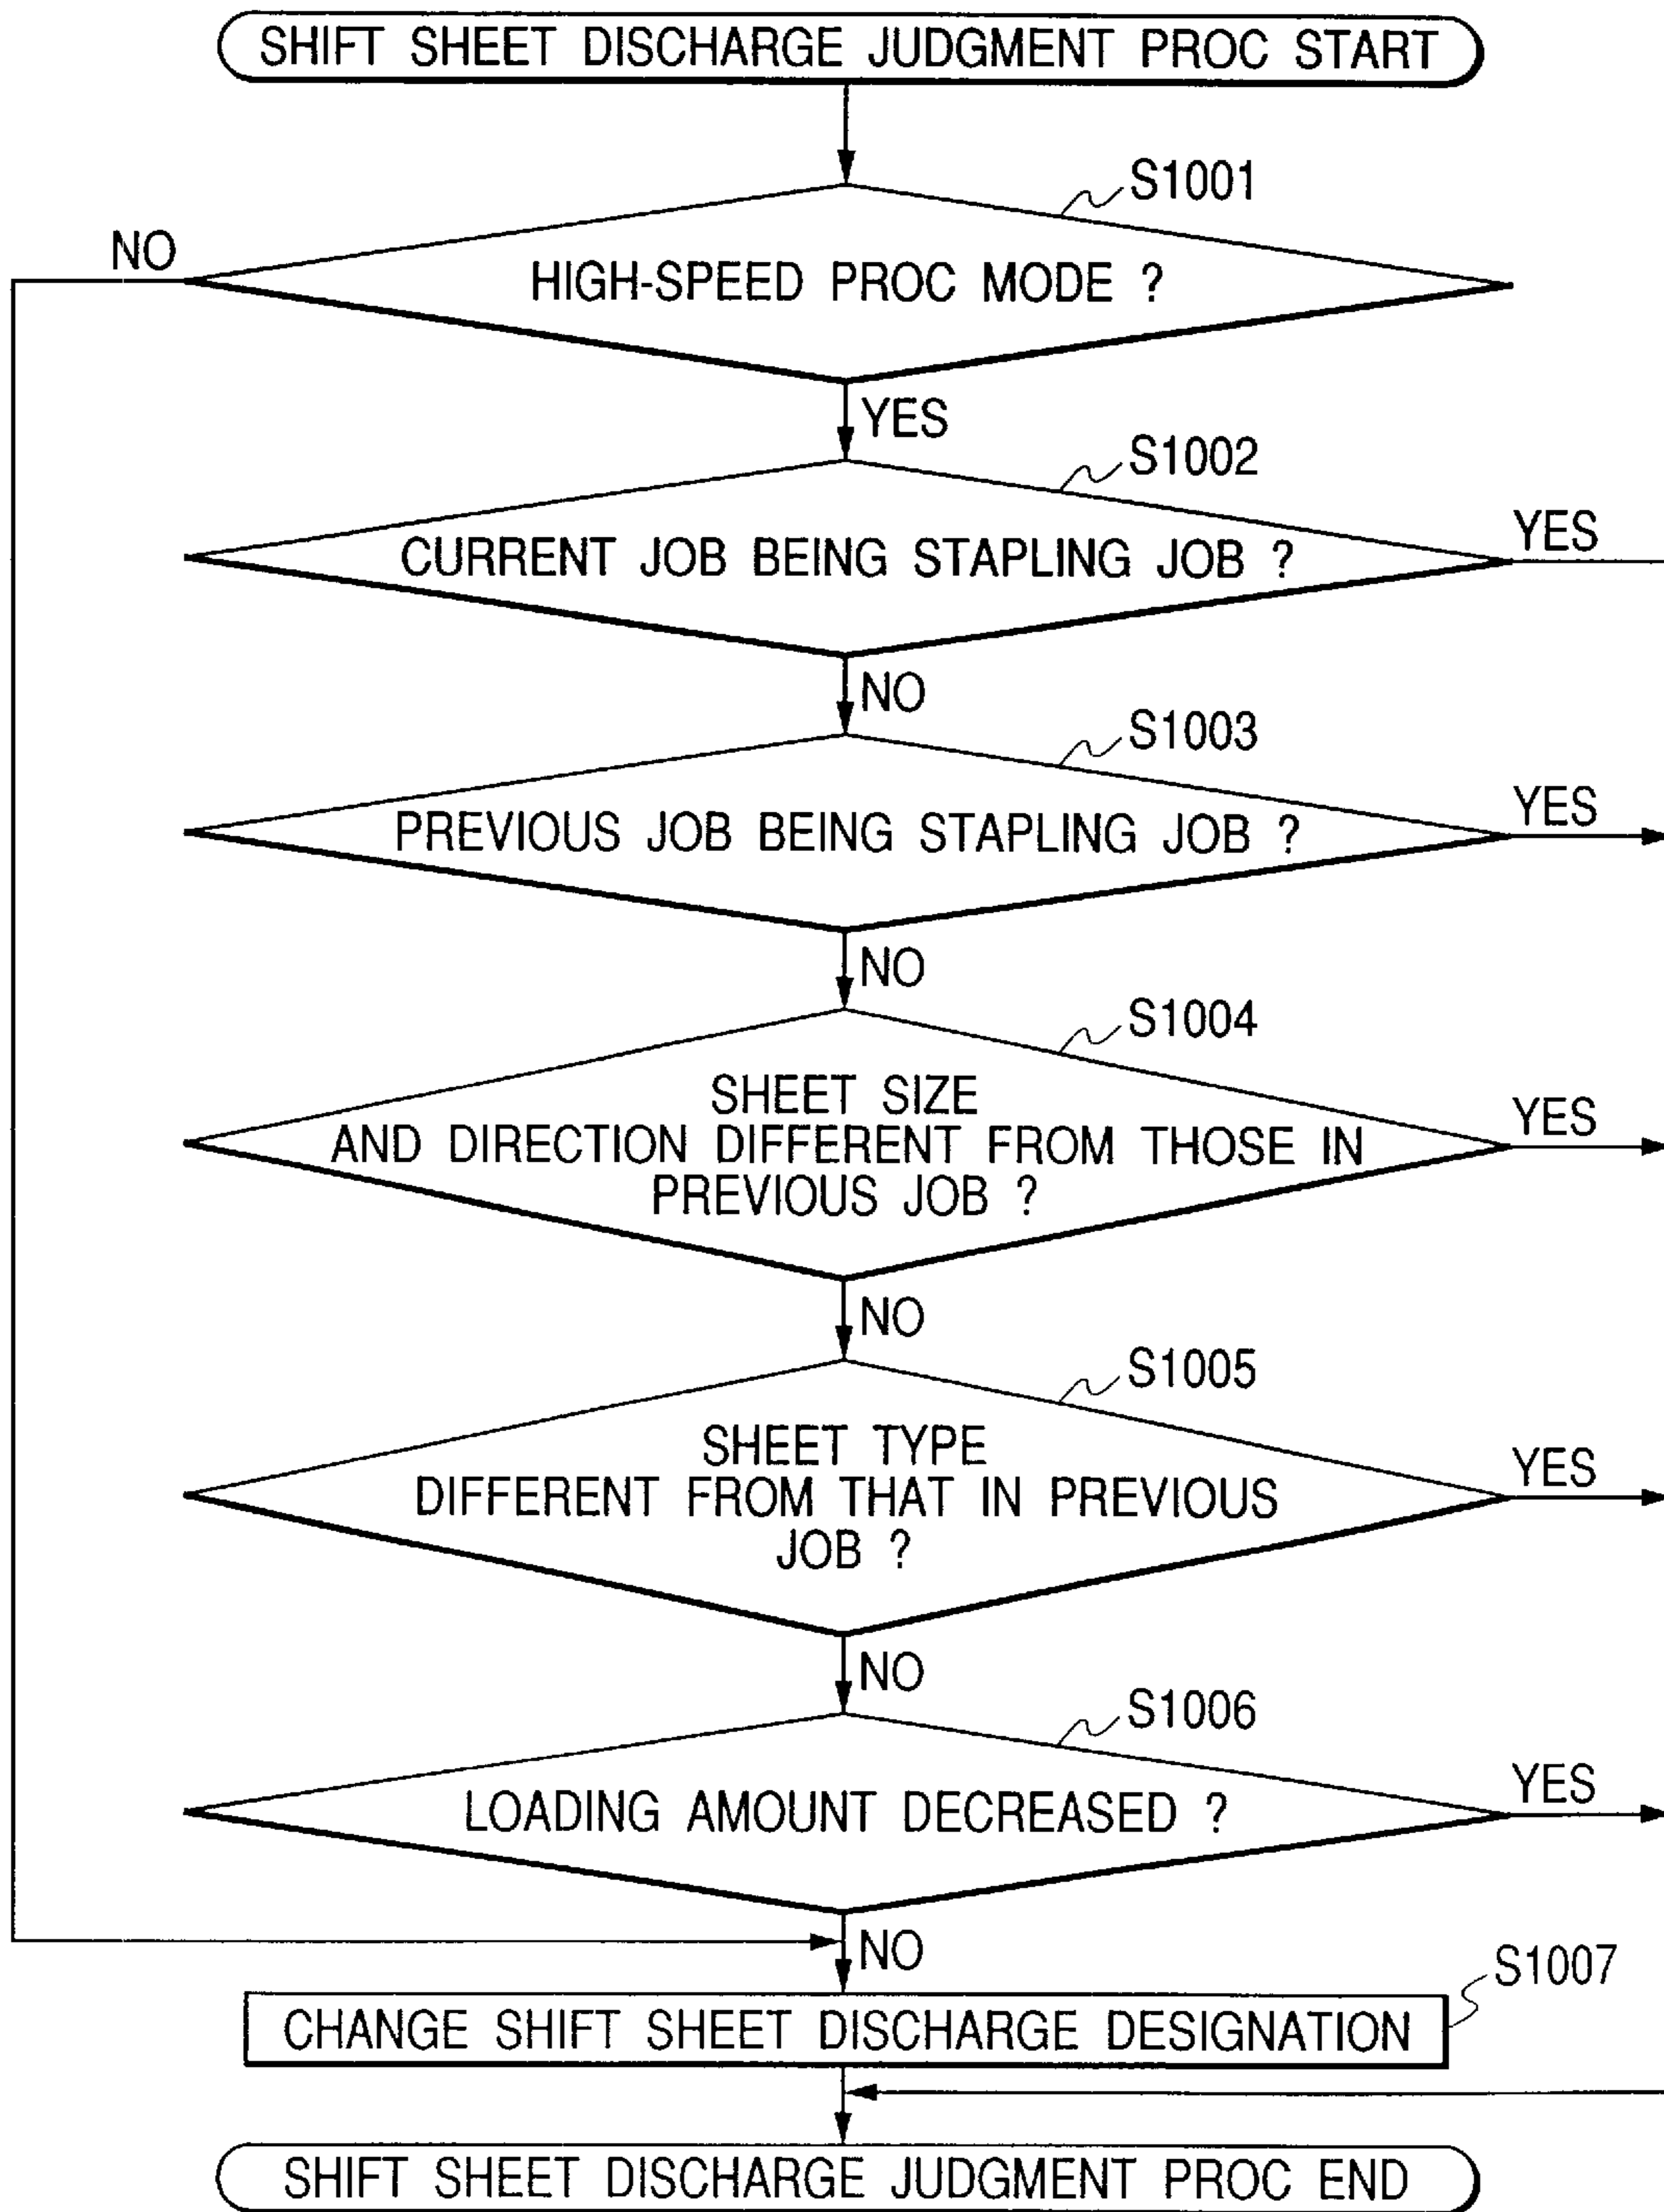 SHIFT SHEET DISCHARGE JUDGMENT PROC START
S1001
NO
HIGH-SPEED PROC MODE ?
YES
S1002
YES
CURRENT JOB BEING STAPLING JOB ?
NO
S1003
YES
PREVIOUS JOB BEING STAPLING JOB ?
NO
S1004
SHEET SIZE
AND DIRECTION DIFFERENT FROM THOSE IN
PREVIOUS JOB ?
YES
NO
S1005
SHEET TYPE
DIFFERENT FROM THAT IN PREVIOUS
JOB ?
YES
NO
S1006
YES
LOADING AMOUNT DECREASED ?
NO
S1007
CHANGE SHIFT SHEET DISCHARGE DESIGNATION
SHIFT SHEET DISCHARGE JUDGMENT PROC END